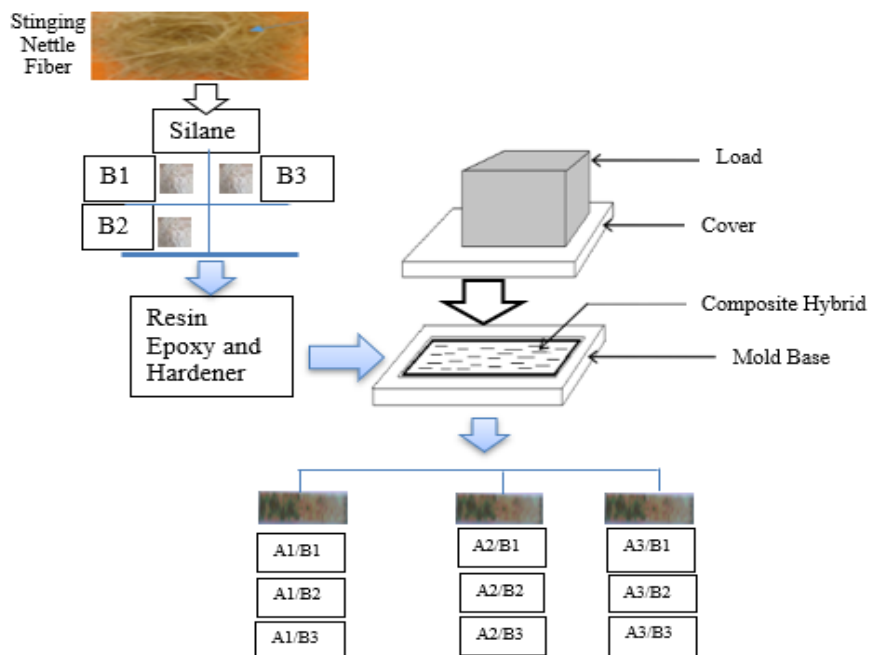 Stinging
Nettle
Fiber
Silane
B1
B3
B2
Resin
Epoxy and
Hardener
Load
Cover
Composite Hybrid
Mold Base
A1/B1
A2/B1
A3/B1
A1/B2
A2/B2
A3/B2
A1/B3
A2/B3
A3/B3